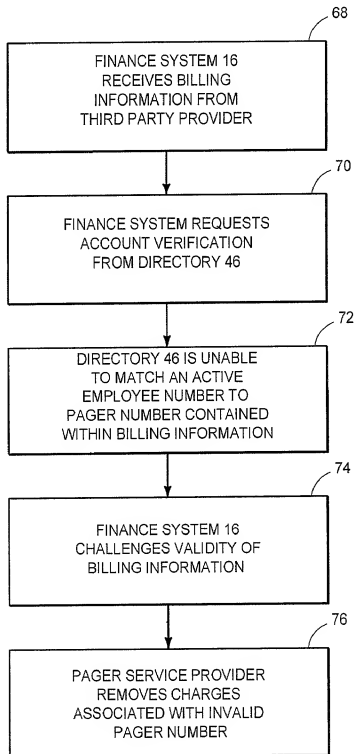 68
FINANCE SYSTEM 16
RECEIVES BILLING
INFORMATION FROM
THIRD PARTY PROVIDER
70
FINANCE SYSTEM REQUESTS
ACCOUNT VERIFICATION
FROM DIRECTORY 46
72
DIRECTORY 46 IS UNABLE
TO MATCH AN ACTIVE
EMPLOYEE NUMBER TO
PAGER NUMBER CONTAINED
WITHIN BILLING INFORMATION
74
FINANCE SYSTEM 16
CHALLENGES VALIDITY OF
BILLING INFORMATION
76
PAGER SERVICE PROVIDER
REMOVES CHARGES
ASSOCIATED WITH INVALID
PAGER NUMBER